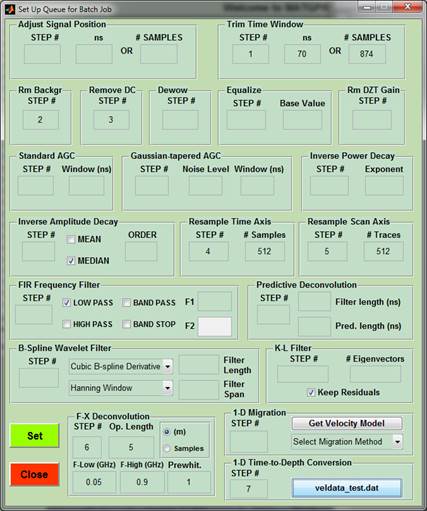 Set Up Queue for Batch Job
Adjust Signal Position
STEP # ns # SAMPLES
OR
Trim Time Window
STEP # ns # SAMPLES
1 70 OR 874
Rm Backgr
STEP #
2
Remove DC
STEP #
3
Dewow
STEP #
Equalize
STEP # Base Value
Rm DZT Gain
STEP #
Standard AGC
STEP # Window (ns)
Gaussian-tapered AGC
STEP # Noise Level Window (ns)
Inverse Power Decay
STEP # Exponent
Inverse Amplitude Decay
STEP # MEAN ORDER
MEDIAN
Resample Time Axis
STEP # # Samples
4 512
Resample Scan Axis
STEP # # Traces
5 512
FIR Frequency Filter
STEP # LOW PASS BAND PASS F1
HIGH PASS BAND STOP F2
Predictive Deconvolution
STEP # Filter length (ns)
Pred. length (ns)
B-Spline Wavelet Filter
STEP #
Cubic B-spline Derivative Filter Length
Hanning Window Filter Span
K-L Filter
STEP # # Eigenvectors
Keep Residuals
Set
Close
F-X Deconvolution
STEP # Op. Length (m)
6 5 Samples
F-Low (GHz) F-High (GHz) Prewhit.
0.05 0.9 1
1-D Migration
STEP # Get Velocity Model
Select Migration Method
1-D Time-to-Depth Conversion
STEP #
7 veldata_test.dat